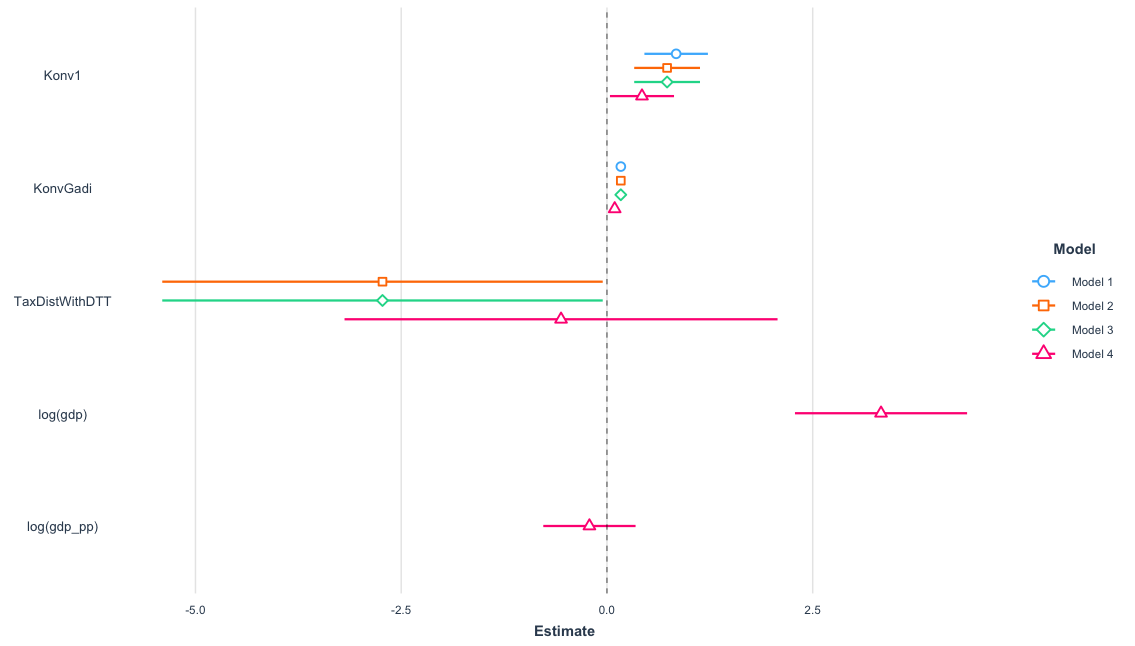 Konv1
KonvGadi
TaxDistWithDTT
log(gdp)
log(gdp_pp)
-5.0
-2.5
0.0
2.5
Estimate
Model
Model 1
Model 2
Model 3
Model 4